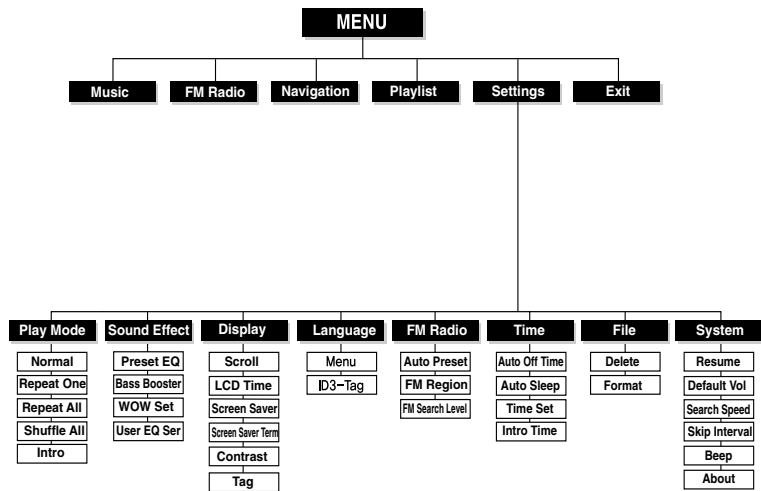 MENU
Music
FM Radio
Navigation
Playlist
Settings
Exit
Play Mode
Normal
Repeat One
Repeat All
Shuffle All
Intro
Sound Effect
Preset EQ
Bass Booster
WOW Set
User EQ Ser
Display
Scroll
LCD Time
Screen Saver
Screen Saver Term
Contrast
Tag
Language
Menu
ID3-Tag
FM Radio
Auto Preset
FM Region
FM Search Level
Time
Auto Off Time
Auto Sleep
Time Set
Intro Time
File
Delete
Format
System
Resume
Default Vol
Search Speed
Skip Interval
Beep
About